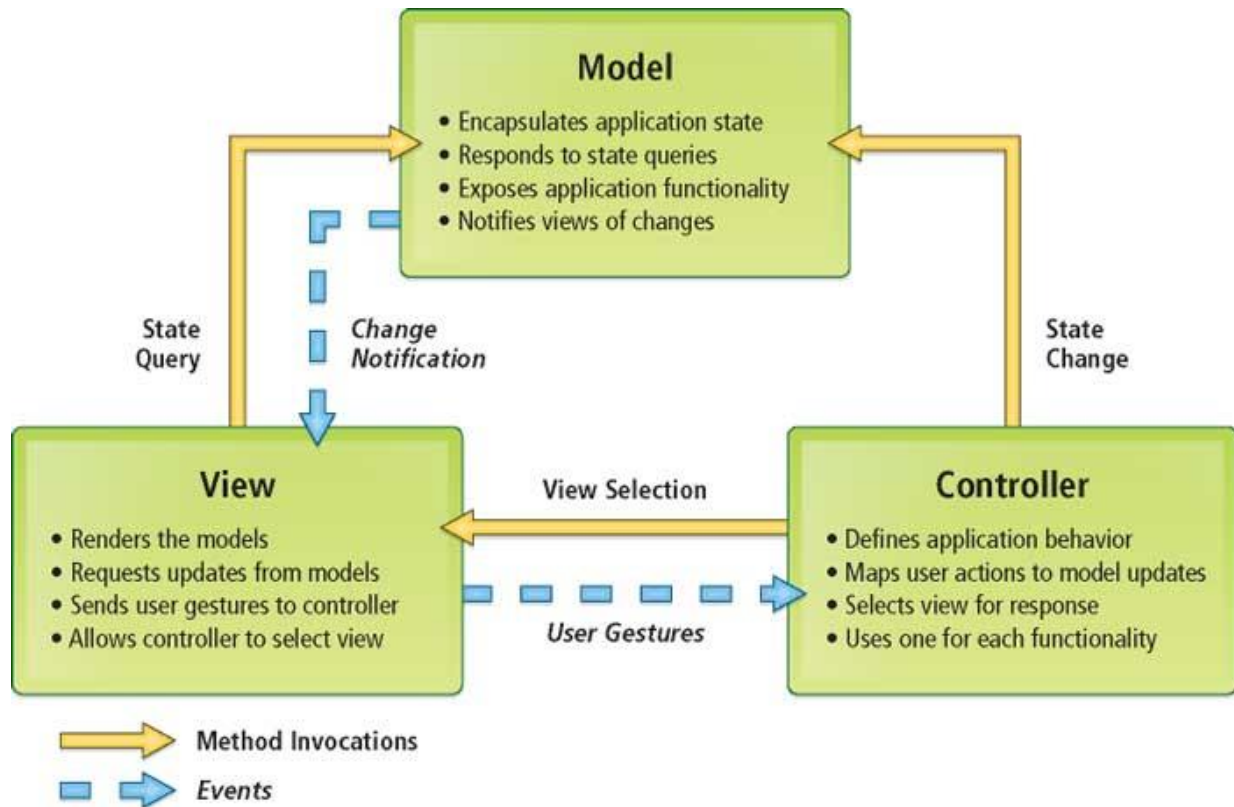 Model
• Encapsulates application state
• Responds to state queries
• Exposes application functionality
• Notifies views of changes
State
Query
Change
Notification
State
Change
View
• Renders the models
• Requests updates from models
• Sends user gestures to controller
• Allows controller to select view
View Selection
User Gestures
Controller
• Defines application behavior
• Maps user actions to model updates
• Selects view for response
• Uses one for each functionality
Method Invocations
Events